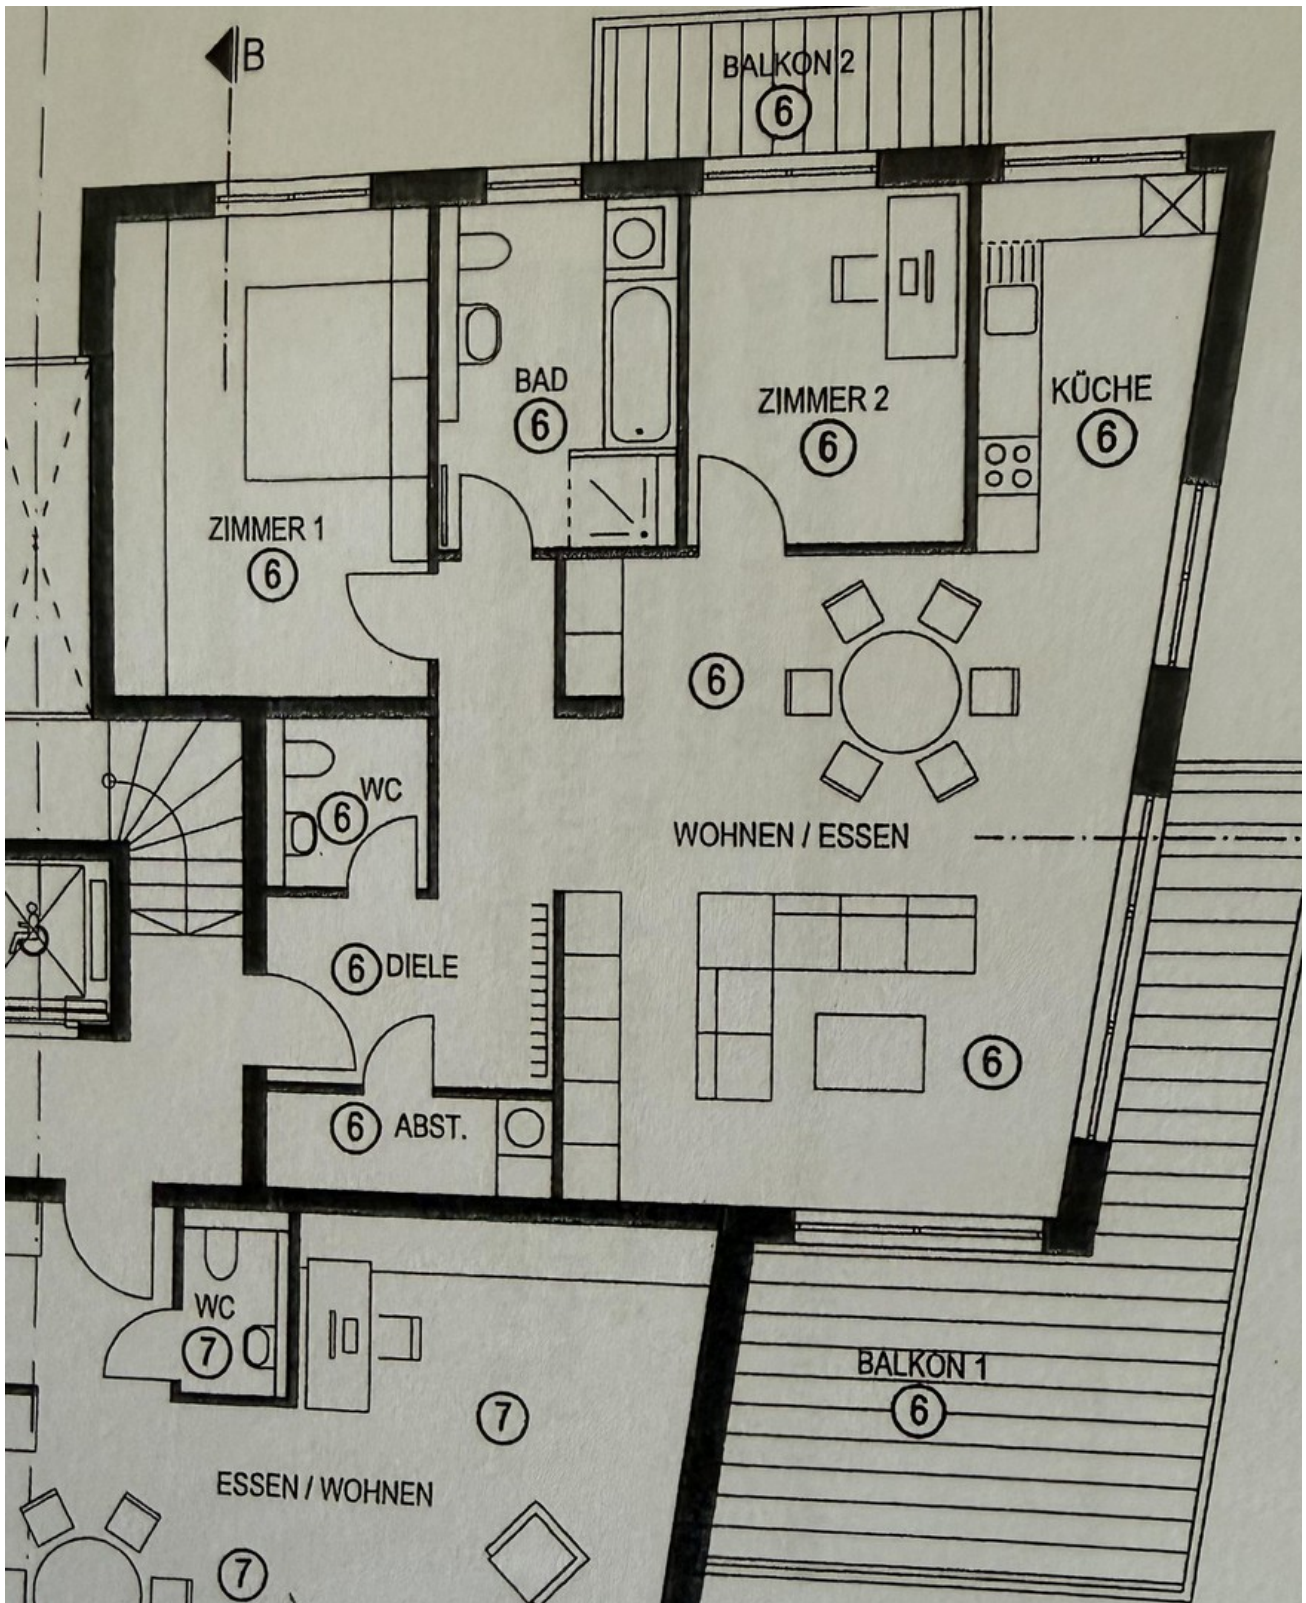 B
BALKON 2
6
BAD
6
ZIMMER 2
6
KÜCHE
6
ZIMMER 1
6
6
WC
6
WOHNEN / ESSEN
6 DIELE
6
6 ABST.
WC
7
BALKON 1
6
7
ESSEN / WOHNEN
7